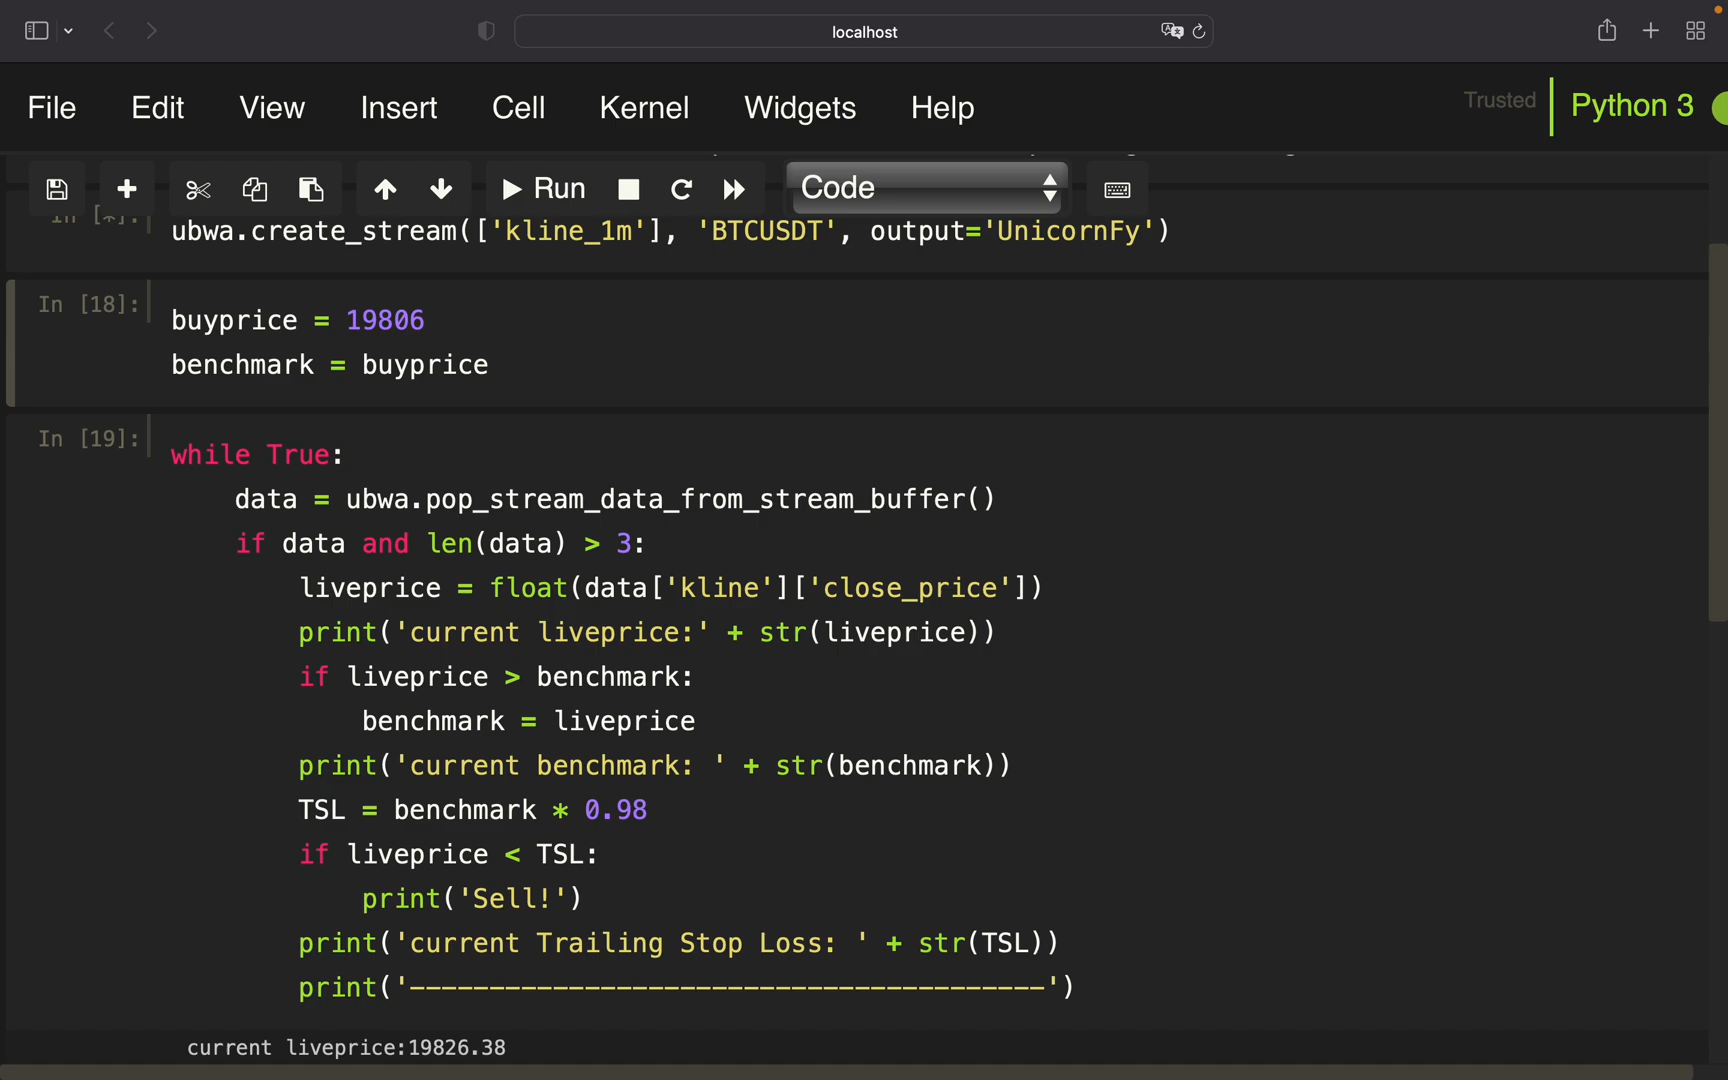 localhost
File Edit View Insert Cell Kernel Widgets Help Trusted Python 3
Run Code
In [*]:
ubwa.create_stream(['kline_1m'], 'BTCUSDT', output='UnicornFy')
In [18]:
buyprice = 19806
benchmark = buyprice
In [19]:
while True:
    data = ubwa.pop_stream_data_from_stream_buffer()
    if data and len(data) > 3:
        liveprice = float(data['kline']['close_price'])
        print('current liveprice:' + str(liveprice))
        if liveprice > benchmark:
            benchmark = liveprice
        print('current benchmark: ' + str(benchmark))
        TSL = benchmark * 0.98
        if liveprice < TSL:
            print('Sell!')
        print('current Trailing Stop Loss: ' + str(TSL))
        print('----------------------------------------')
current liveprice:19826.38